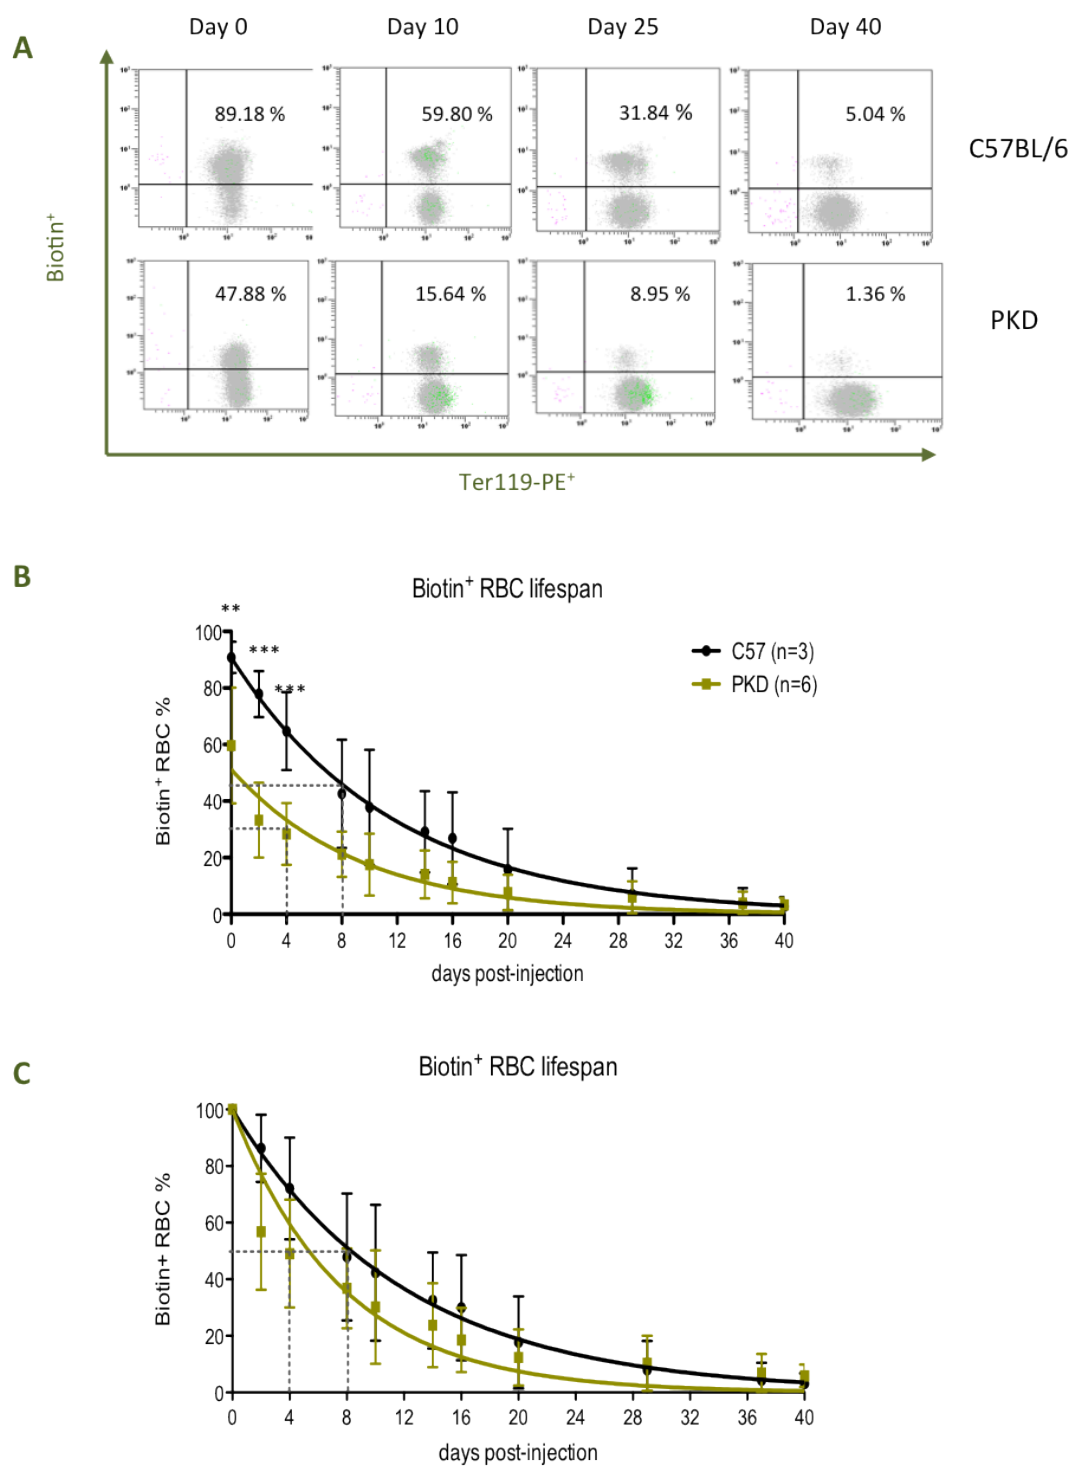 A
Day 0 Day 10 Day 25 Day 40
89.18 % 59.80 % 31.84 % 5.04 %
C57BL/6
47.88 % 15.64 % 8.95 % 1.36 %
PKD
Biotin⁺
Ter119-PE⁺
B
Biotin⁺ RBC lifespan
**
***
***
C57 (n=3)
PKD (n=6)
Biotin⁺ RBC %
100
80
60
40
20
0
0 4 8 12 16 20 24 28 32 36 40
days post-injection
C
Biotin⁺ RBC lifespan
Biotin+ RBC %
100
80
60
40
20
0
0 4 8 12 16 20 24 28 32 36 40
days post-injection